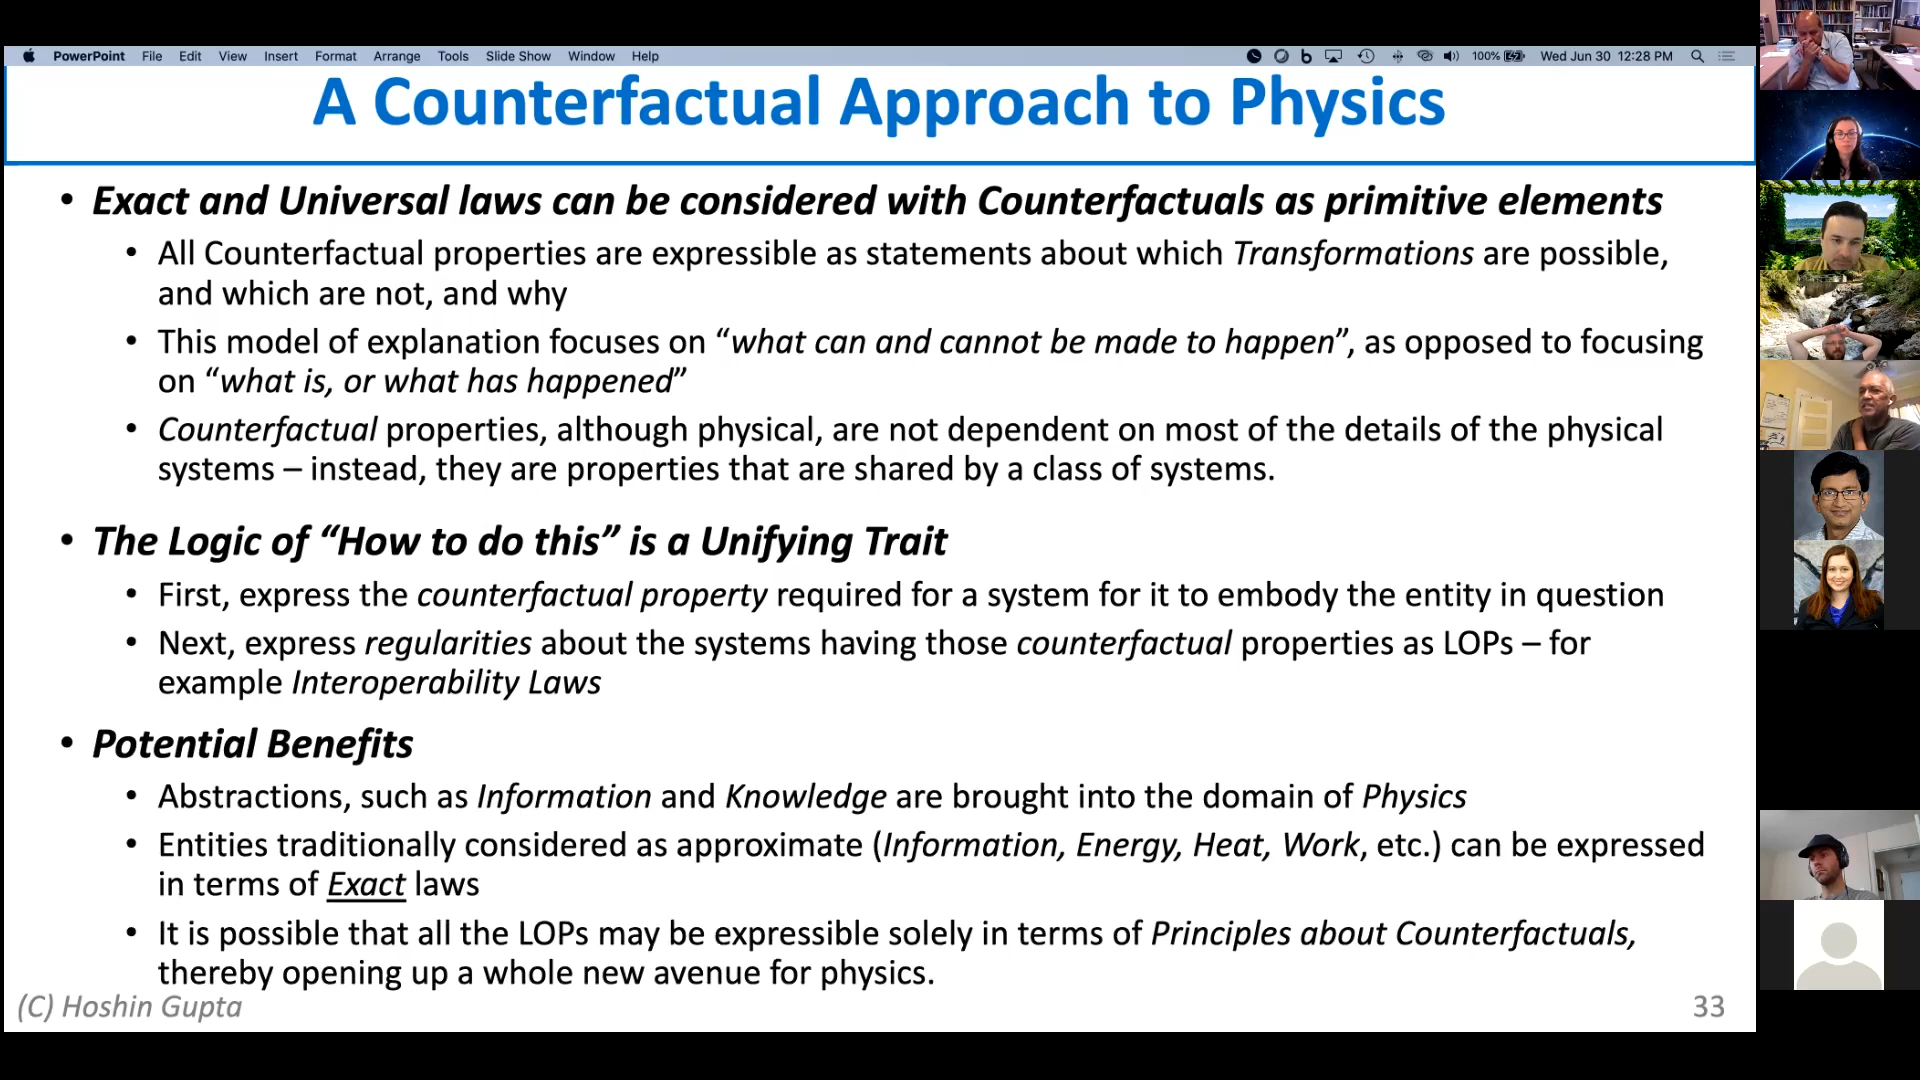 PowerPoint File Edit View Insert Format Arrange Tools Slide Show Window Help 100% Wed Jun 30 12:28 PM
A Counterfactual Approach to Physics
• Exact and Universal laws can be considered with Counterfactuals as primitive elements
• All Counterfactual properties are expressible as statements about which Transformations are possible,
and which are not, and why
• This model of explanation focuses on “what can and cannot be made to happen”, as opposed to focusing
on “what is, or what has happened”
• Counterfactual properties, although physical, are not dependent on most of the details of the physical
systems – instead, they are properties that are shared by a class of systems.
• The Logic of “How to do this” is a Unifying Trait
• First, express the counterfactual property required for a system for it to embody the entity in question
• Next, express regularities about the systems having those counterfactual properties as LOPs – for
example Interoperability Laws
• Potential Benefits
• Abstractions, such as Information and Knowledge are brought into the domain of Physics
• Entities traditionally considered as approximate (Information, Energy, Heat, Work, etc.) can be expressed
in terms of Exact laws
• It is possible that all the LOPs may be expressible solely in terms of Principles about Counterfactuals,
thereby opening up a whole new avenue for physics.
(C) Hoshin Gupta
33